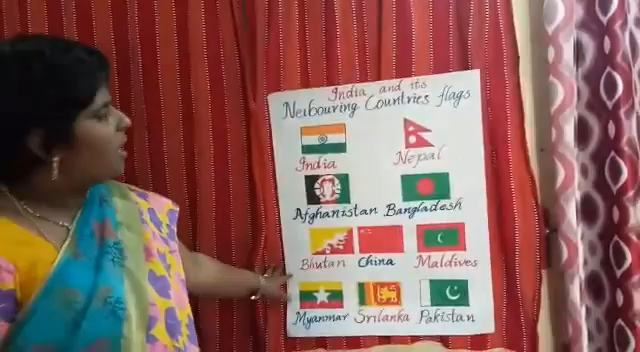 India and its
Neibouring Countries flags
India Nepal
Afghanistan Bangladesh
Bhutan China Maldives
Myanmar Srilanka Pakistan